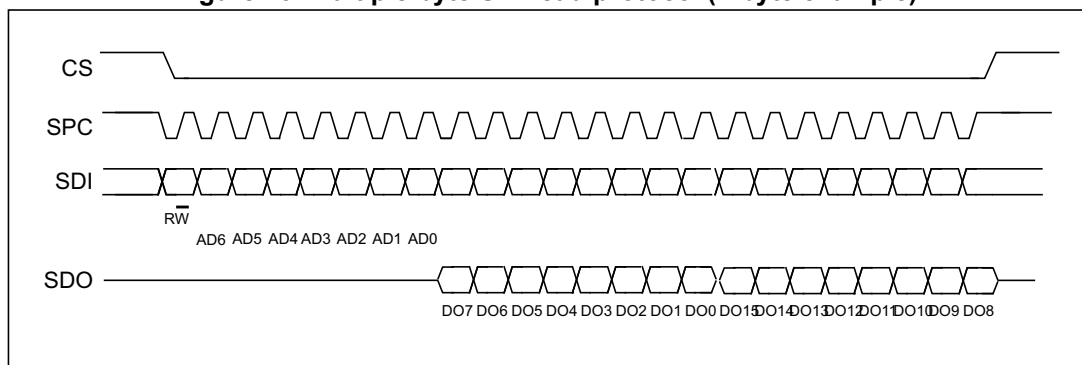 CS
SPC
SDI
RW
AD6 AD5 AD4 AD3 AD2 AD1 AD0
SDO
DO7 DO6 DO5 DO4 DO3 DO2 DO1 DO0 DO15 DO14 DO13 DO12 DO11 DO10 DO9 DO8